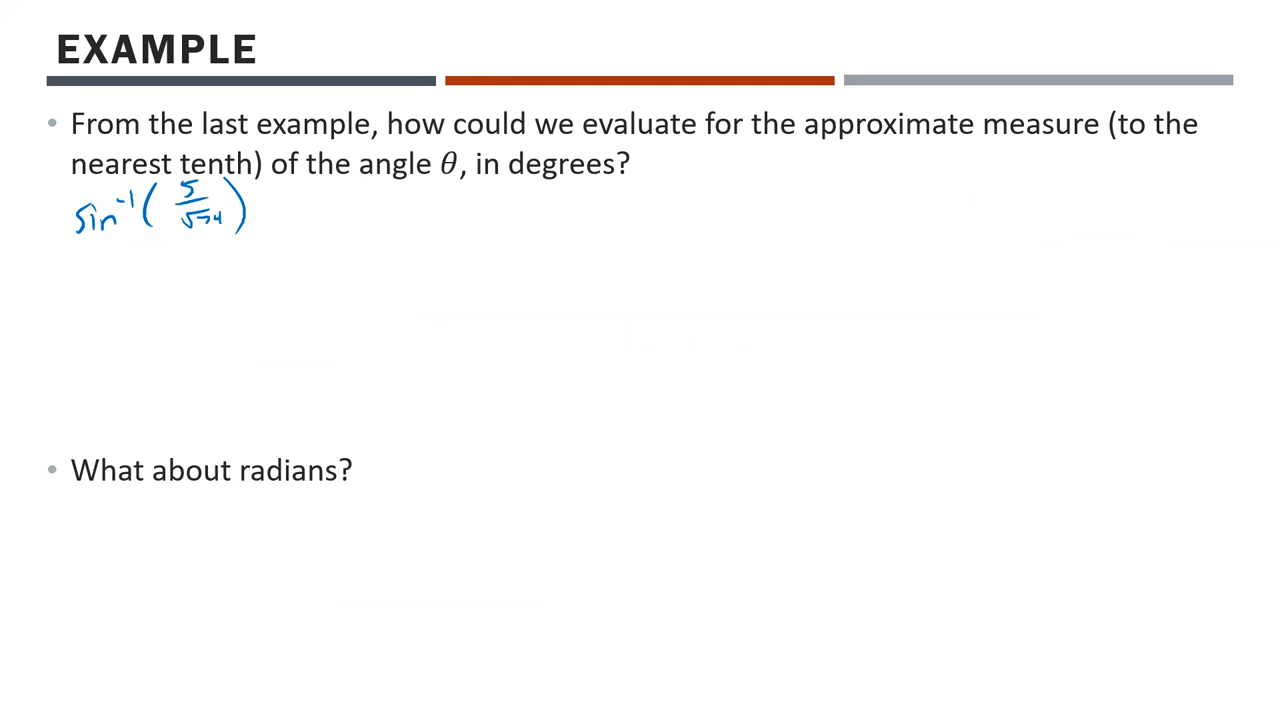 EXAMPLE
• From the last example, how could we evaluate for the approximate measure (to the
nearest tenth) of the angle θ, in degrees?
sin⁻¹(5/√34)
• What about radians?